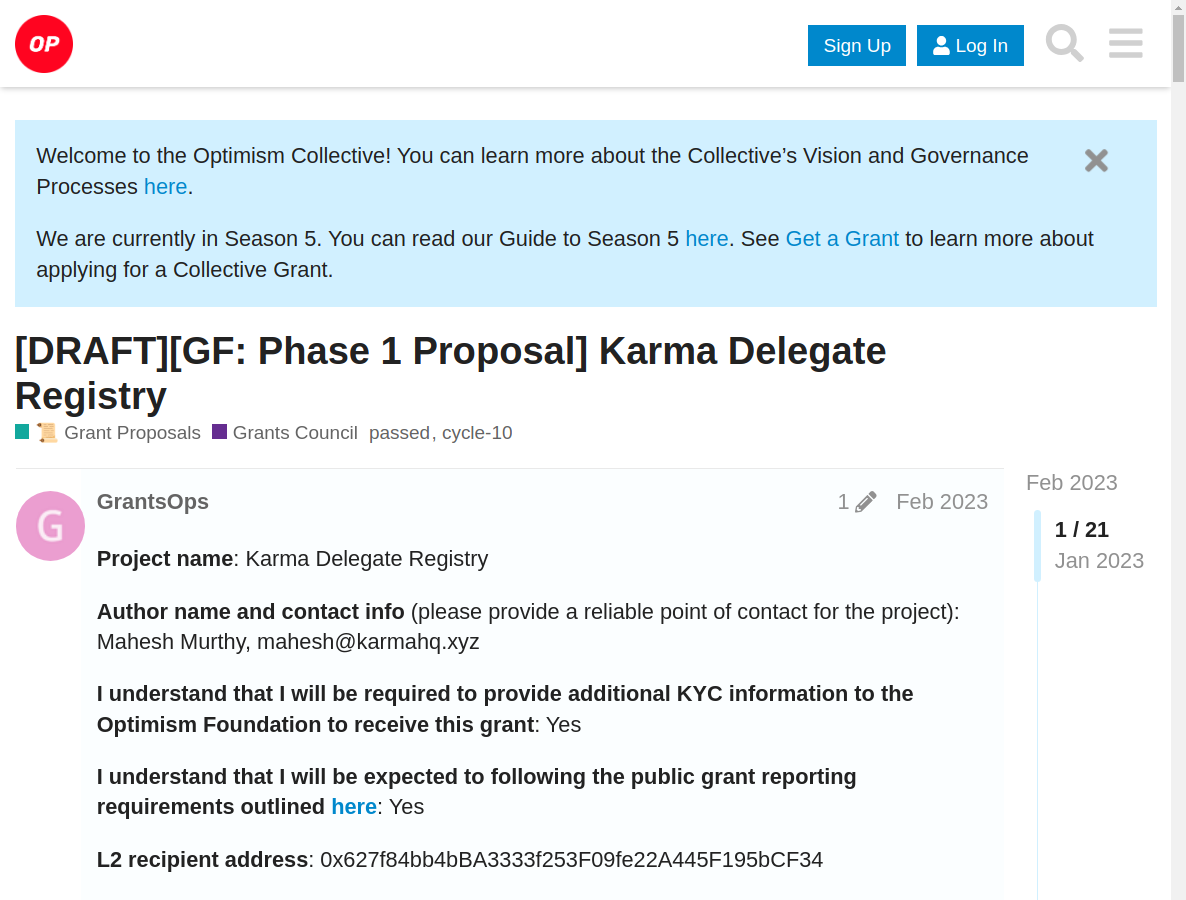 OP
Sign Up
Log In
Welcome to the Optimism Collective! You can learn more about the Collective’s Vision and Governance
Processes here.
We are currently in Season 5. You can read our Guide to Season 5 here. See Get a Grant to learn more about
applying for a Collective Grant.
[DRAFT][GF: Phase 1 Proposal] Karma Delegate
Registry
📜 Grant Proposals Grants Council passed, cycle-10
Feb 2023
G
GrantsOps
1
Feb 2023
1 / 21
Jan 2023
Project name: Karma Delegate Registry
Author name and contact info (please provide a reliable point of contact for the project):
Mahesh Murthy, mahesh@karmahq.xyz
I understand that I will be required to provide additional KYC information to the
Optimism Foundation to receive this grant: Yes
I understand that I will be expected to following the public grant reporting
requirements outlined here: Yes
L2 recipient address: 0x627f84bb4bBA3333f253F09fe22A445F195bCF34